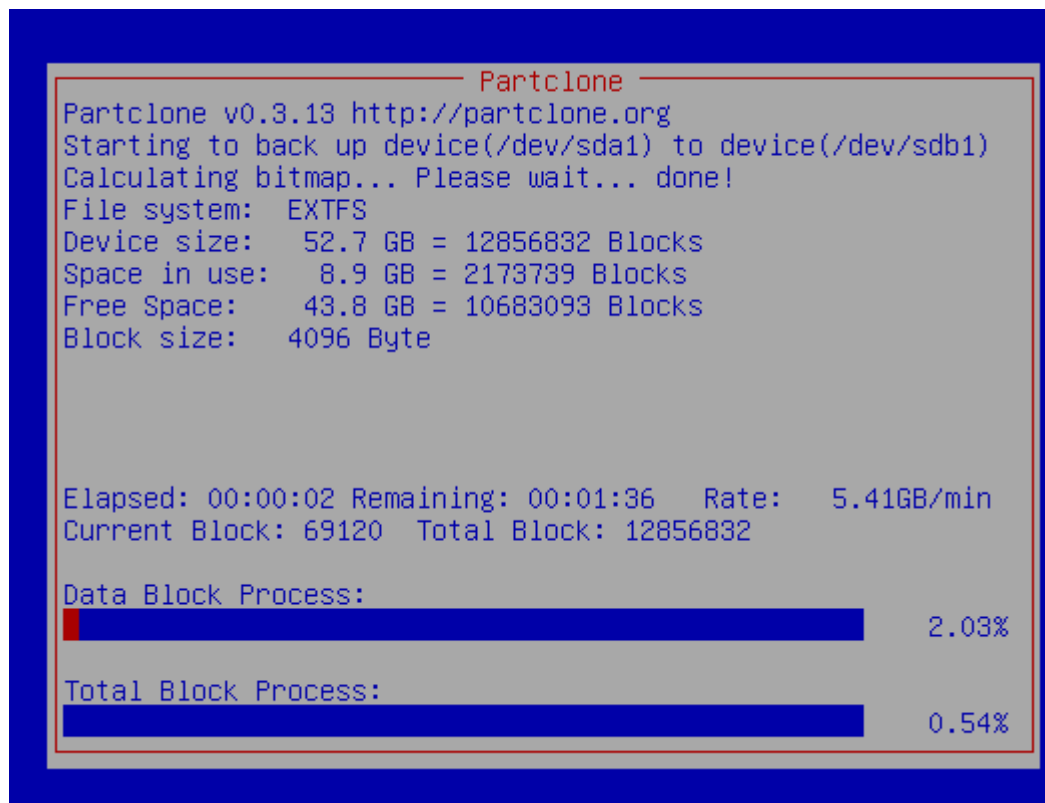 Partclone
Partclone v0.3.13 http://partclone.org
Starting to back up device(/dev/sda1) to device(/dev/sdb1)
Calculating bitmap... Please wait... done!
File system:  EXTFS
Device size:   52.7 GB = 12856832 Blocks
Space in use:   8.9 GB = 2173739 Blocks
Free Space:    43.8 GB = 10683093 Blocks
Block size:   4096 Byte
Elapsed: 00:00:02 Remaining: 00:01:36   Rate:   5.41GB/min
Current Block: 69120  Total Block: 12856832
Data Block Process:
2.03%
Total Block Process:
0.54%